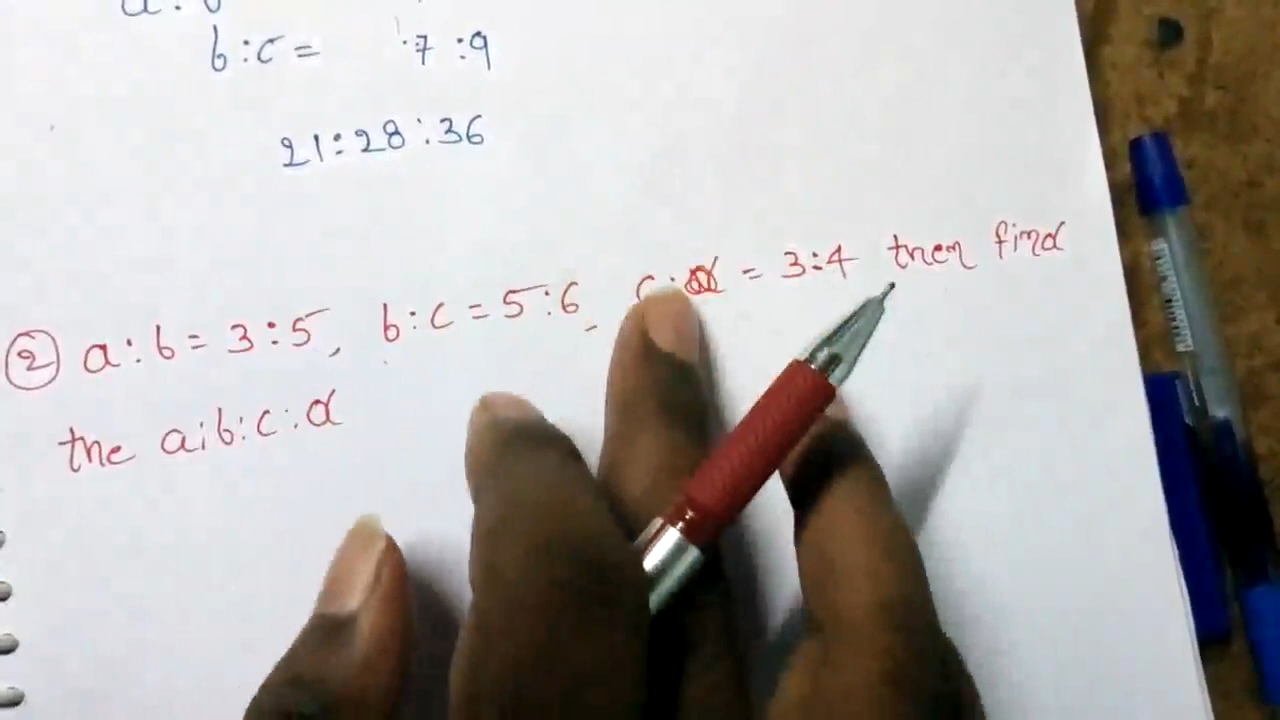 b:c = 7:9
21:28:36
② a:b = 3:5, b:c = 5:6, c:d = 3:4 then find
the a:b:c:d